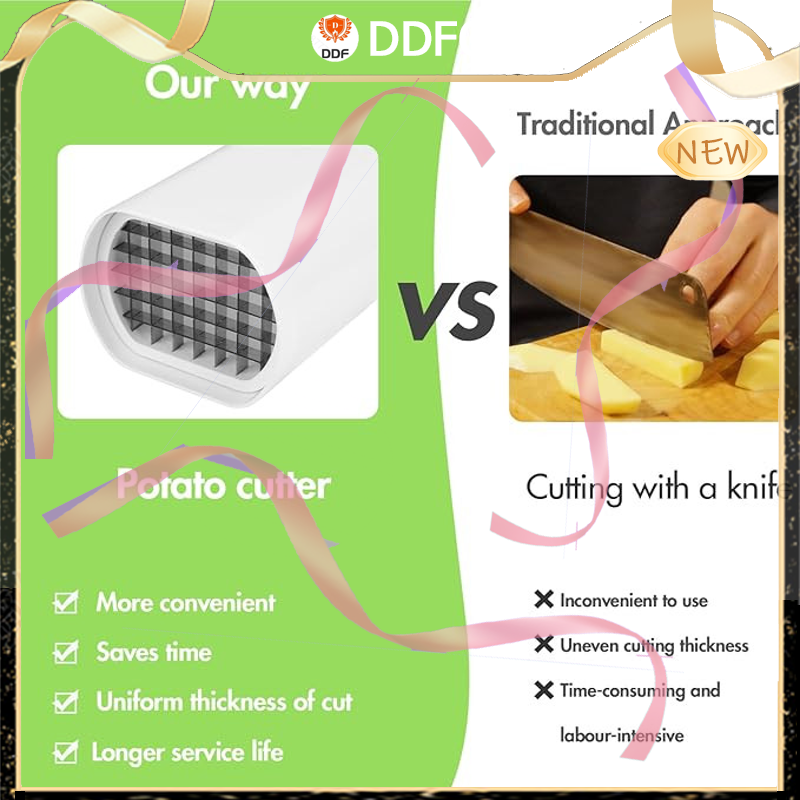 DDF
DDF
Our way
Traditional Approach
NEW
VS
Potato cutter
Cutting with a knife
More convenient
Saves time
Uniform thickness of cut
Longer service life
Inconvenient to use
Uneven cutting thickness
Time-consuming and
labour-intensive